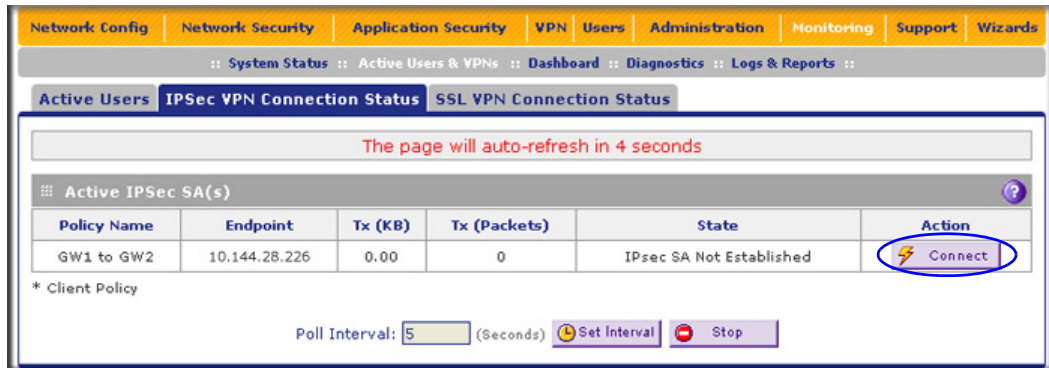 Network Config Network Security Application Security VPN Users Administration Monitoring Support Wizards
:: System Status :: Active Users & VPNs :: Dashboard :: Diagnostics :: Logs & Reports ::
Active Users IPSec VPN Connection Status SSL VPN Connection Status
The page will auto-refresh in 4 seconds
Active IPSec SA(s) ?
Policy Name Endpoint Tx (KB) Tx (Packets) State Action
GW1 to GW2 10.144.28.226 0.00 0 IPsec SA Not Established Connect
* Client Policy
Poll Interval: 5 (Seconds) Set Interval Stop